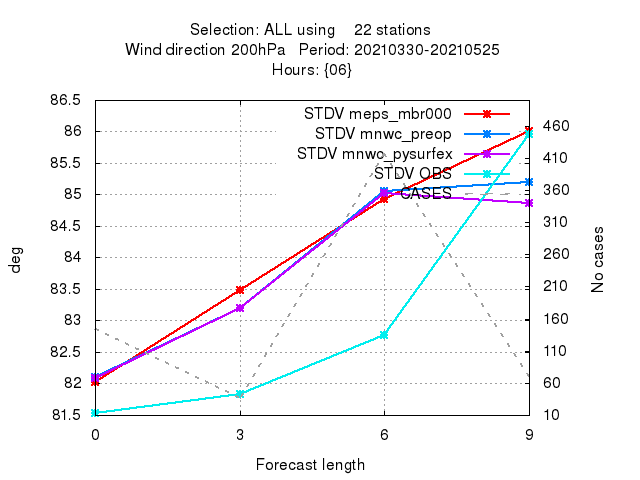 Selection: ALL using 22 stations
Wind direction 200hPa Period: 20210330-20210525
Hours: {06}
86.5
86
85.5
85
84.5
84
83.5
83
82.5
82
81.5
deg
STDV meps_mbr000
STDV mnwc_preop
STDV mnwc_pysurfex
STDV OBS
CASES
460
410
360
310
260
210
160
110
60
10
No cases
0 3 6 9
Forecast length